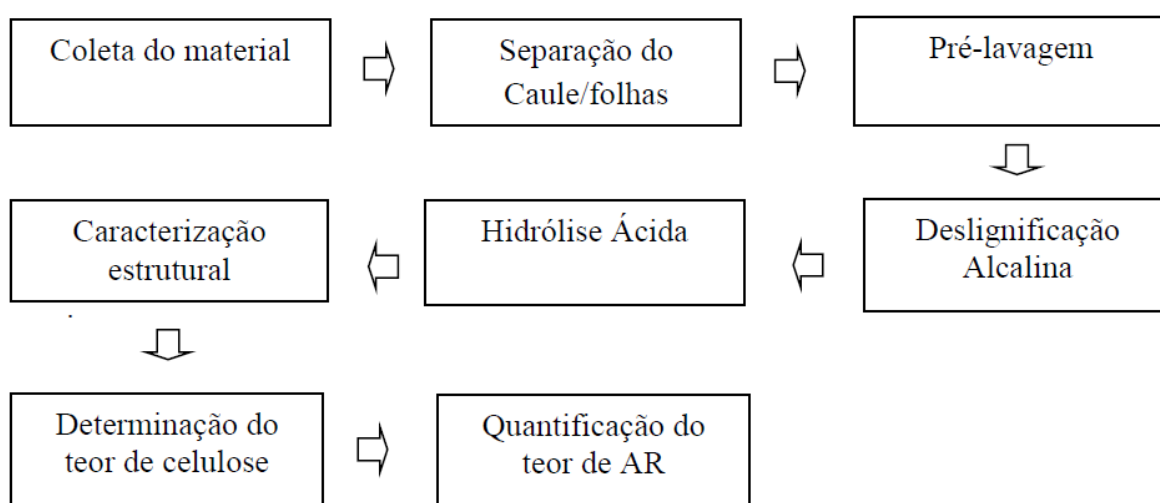 Coleta do material
Separação do
Caule/folhas
Pré-lavagem
Deslignificação
Alcalina
Hidrólise Ácida
Caracterização
estrutural
Determinação do
teor de celulose
Quantificação do
teor de AR